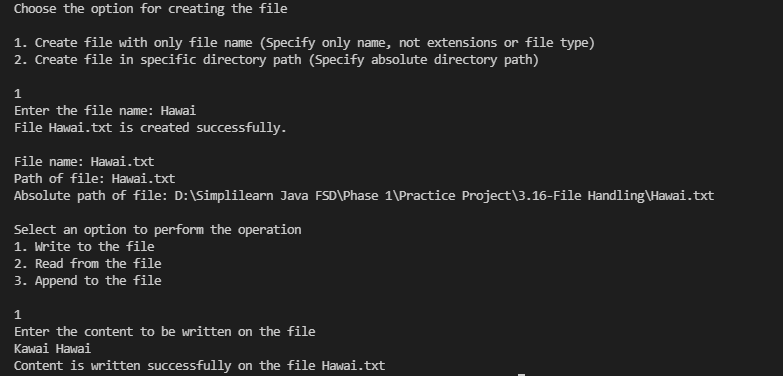 Choose the option for creating the file
1. Create file with only file name (Specify only name, not extensions or file type)
2. Create file in specific directory path (Specify absolute directory path)
1
Enter the file name: Hawai
File Hawai.txt is created successfully.
File name: Hawai.txt
Path of file: Hawai.txt
Absolute path of file: D:\Simplilearn Java FSD\Phase 1\Practice Project\3.16-File Handling\Hawai.txt
Select an option to perform the operation
1. Write to the file
2. Read from the file
3. Append to the file
1
Enter the content to be written on the file
Kawai Hawai
Content is written successfully on the file Hawai.txt